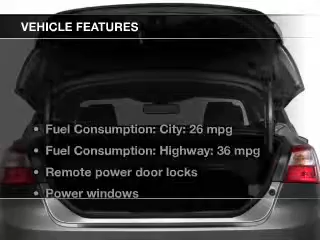 VEHICLE FEATURES
• Fuel Consumption: City: 26 mpg
• Fuel Consumption: Highway: 36 mpg
• Remote power door locks
• Power windows